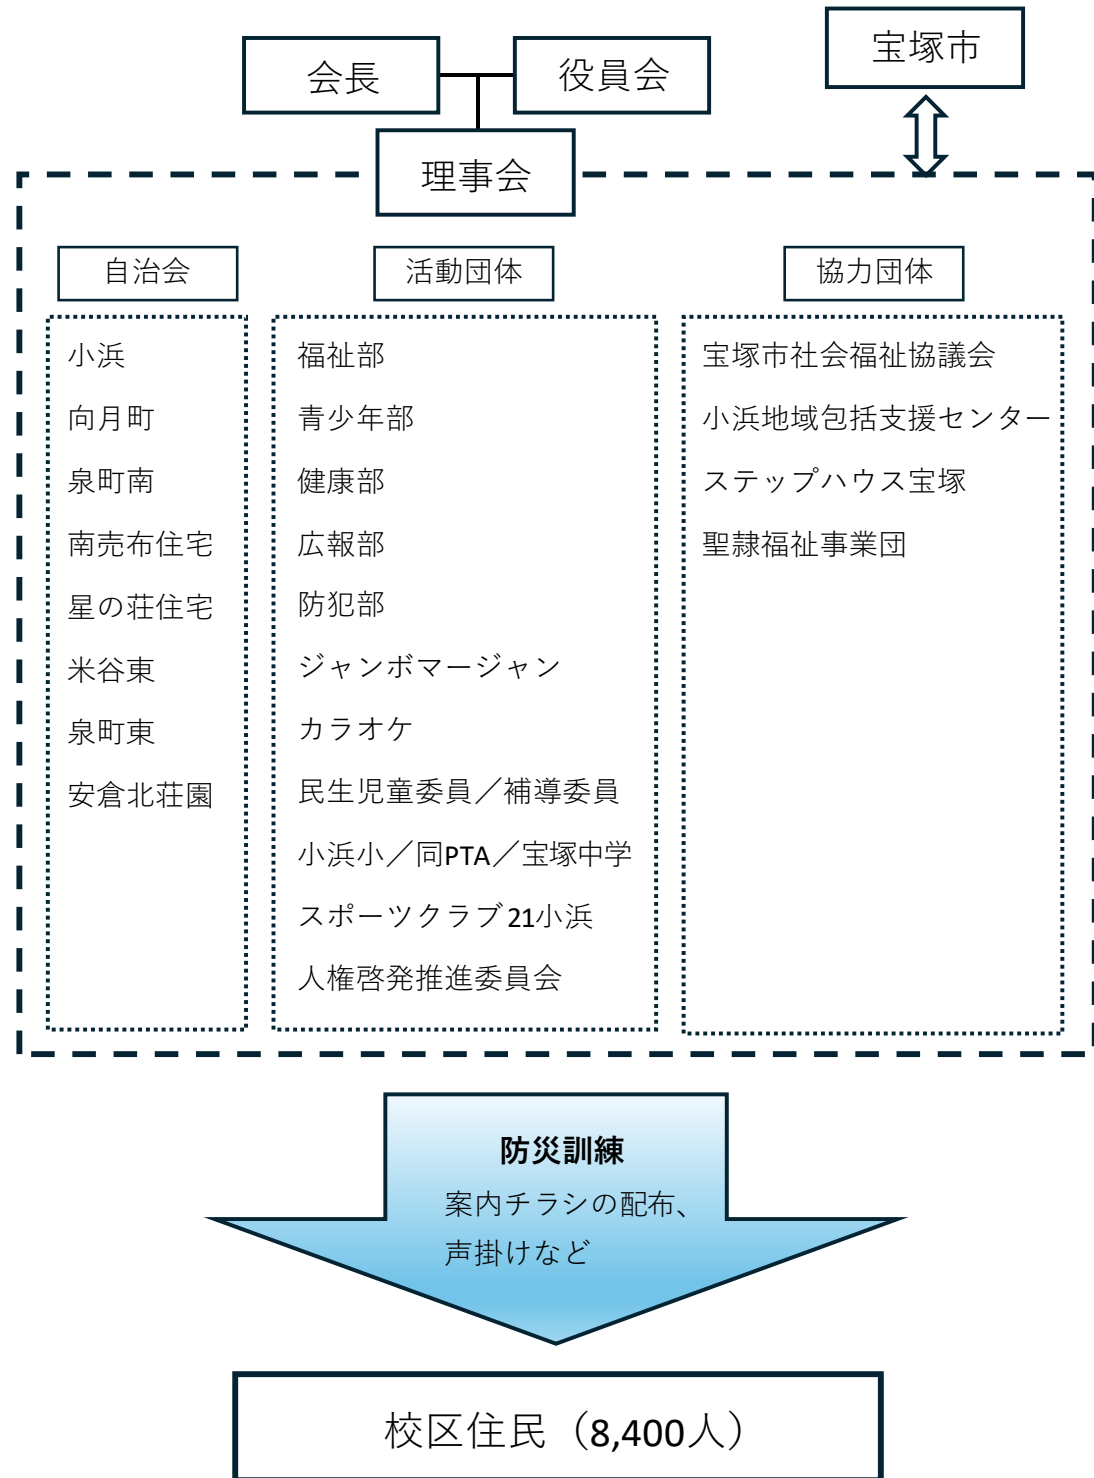 会長
役員会
宝塚市
理事会
自治会
活動団体
協力団体
小浜
向月町
泉町南
南売布住宅
星の荘住宅
米谷東
泉町東
安倉北荘園
福祉部
青少年部
健康部
広報部
防犯部
ジャンボマージャン
カラオケ
民生児童委員／補導委員
小浜小／同PTA／宝塚中学
スポーツクラブ21小浜
人権啓発推進委員会
宝塚市社会福祉協議会
小浜地域包括支援センター
ステップハウス宝塚
聖隷福祉事業団
防災訓練
案内チラシの配布、
声掛けなど
校区住民（8,400人）